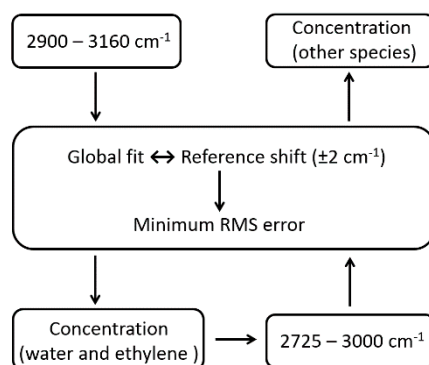 2900 – 3160 cm⁻¹
Concentration
(other species)
Global fit ↔ Reference shift (±2 cm⁻¹)
Minimum RMS error
Concentration
(water and ethylene )
2725 – 3000 cm⁻¹